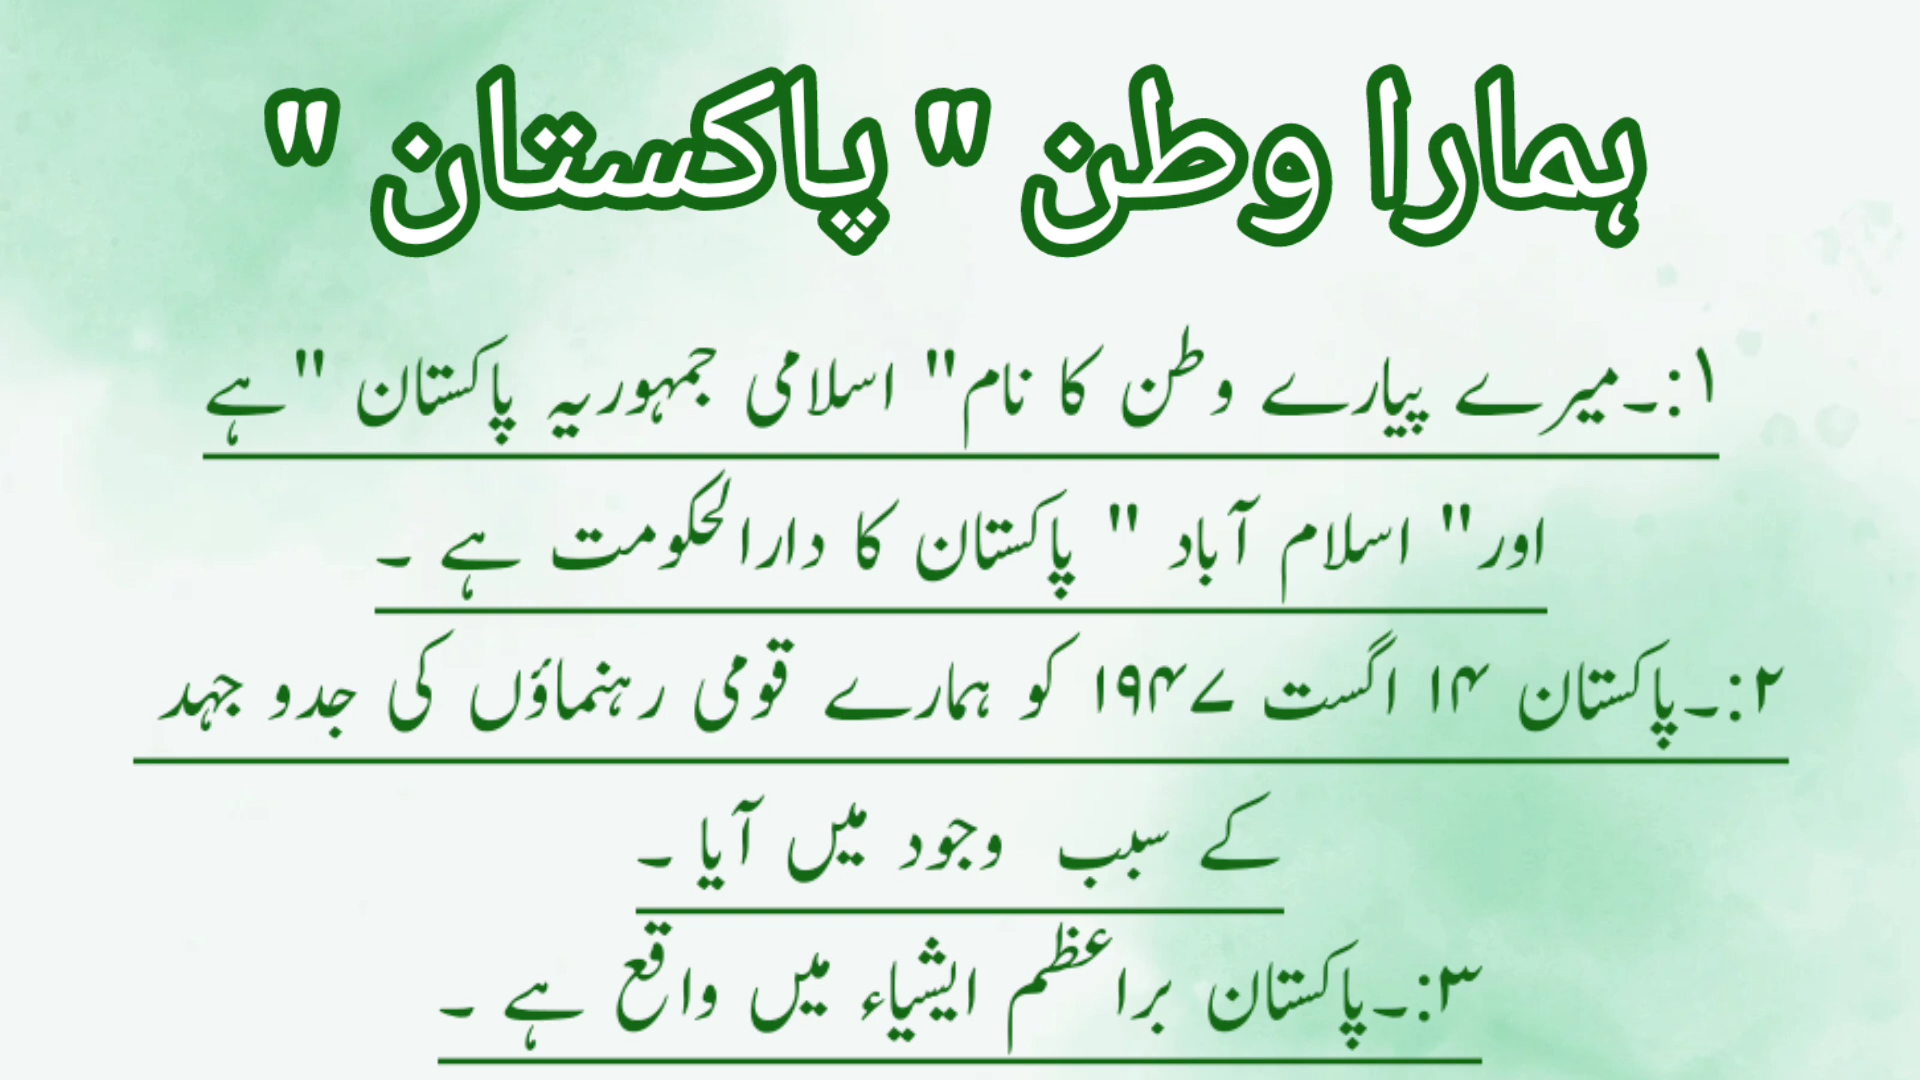 ہمارا وطن " پاکستان "
۱:۔میرے پیارے وطن کا نام" اسلامی جمہوریہ پاکستان "ہے
اور" اسلام آباد " پاکستان کا دارالحکومت ہے ۔
۲:۔پاکستان ۱۴ اگست ۱۹۴۷ کو ہمارے قومی رہنماؤں کی جدو جہد
کے سبب وجود میں آیا ۔
۳:۔پاکستان براعظم ایشیاء میں واقع ہے ۔